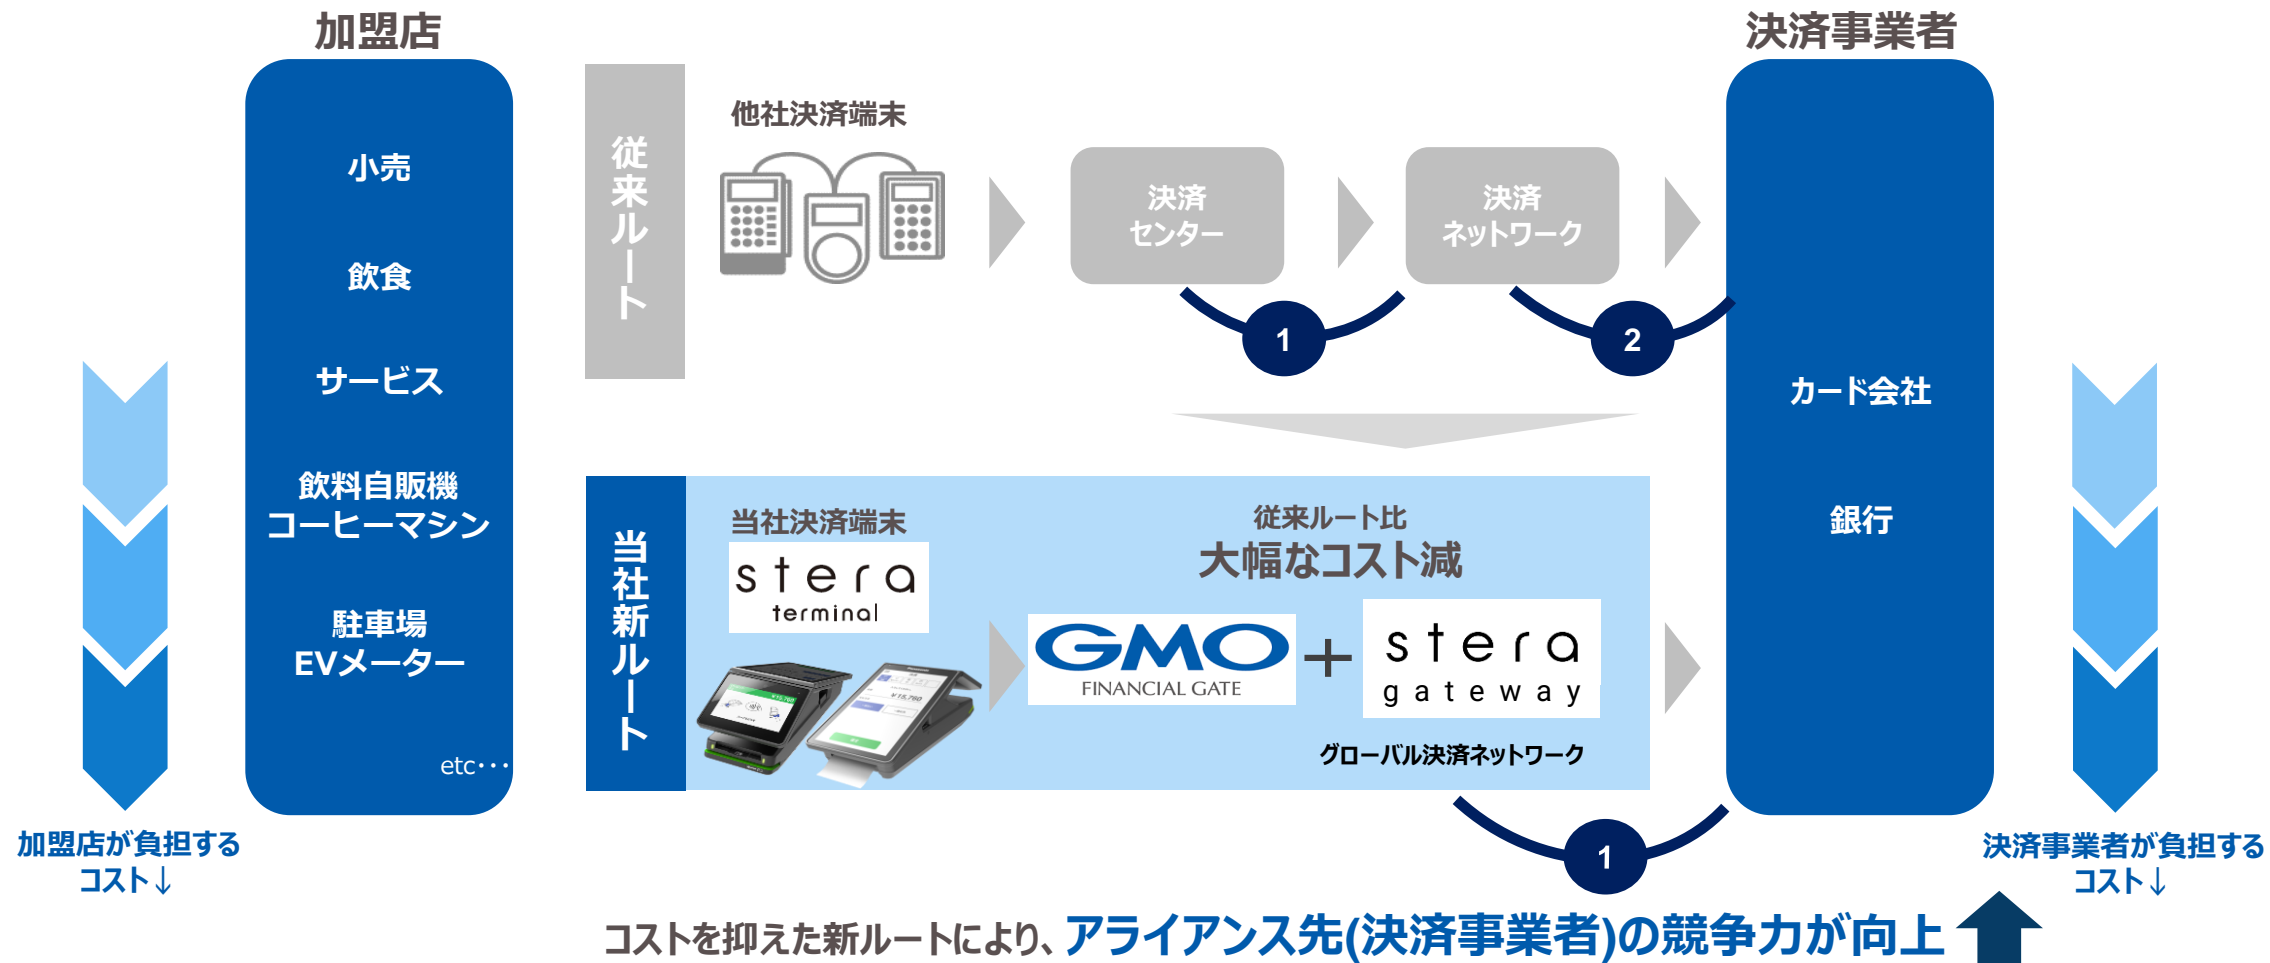 加盟店
小売
飲食
サービス
飲料自販機
コーヒーマシン
駐車場
EVメーター
etc・・・
加盟店が負担する
コスト↓
従来ルート
他社決済端末
決済
センター
決済
ネットワーク
1
2
当社新ルート
当社決済端末
stera
terminal
従来ルート比
大幅なコスト減
GMO
FINANCIAL GATE
+
stera
gateway
グローバル決済ネットワーク
1
決済事業者
カード会社
銀行
決済事業者が負担する
コスト↓
コストを抑えた新ルートにより、アライアンス先(決済事業者)の競争力が向上